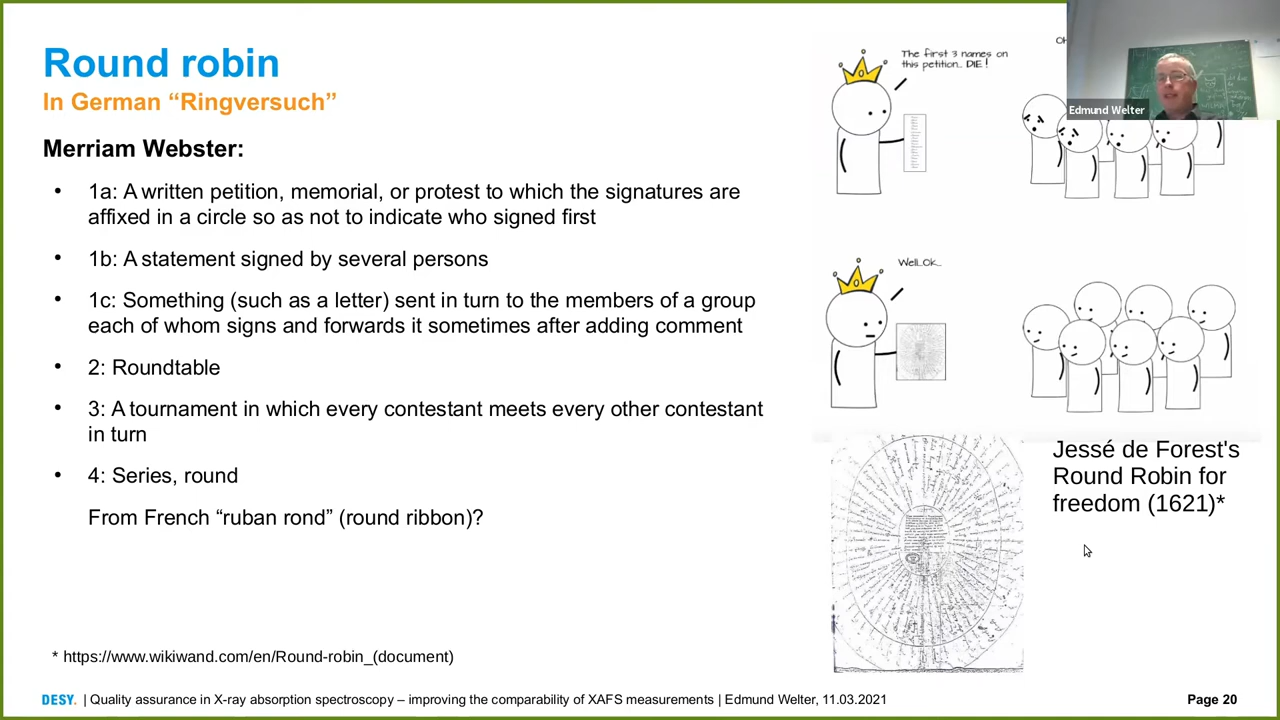 Round robin
In German “Ringversuch”
Merriam Webster:
• 1a: A written petition, memorial, or protest to which the signatures are
affixed in a circle so as not to indicate who signed first
• 1b: A statement signed by several persons
• 1c: Something (such as a letter) sent in turn to the members of a group
each of whom signs and forwards it sometimes after adding comment
• 2: Roundtable
• 3: A tournament in which every contestant meets every other contestant
in turn
• 4: Series, round
From French “ruban rond” (round ribbon)?
* https://www.wikiwand.com/en/Round-robin_(document)
The first 3 names on
this petition... DIE!
Edmund Welter
Well...Ok...
Jessé de Forest's
Round Robin for
freedom (1621)*
DESY. | Quality assurance in X-ray absorption spectroscopy – improving the comparability of XAFS measurements | Edmund Welter, 11.03.2021
Page 20